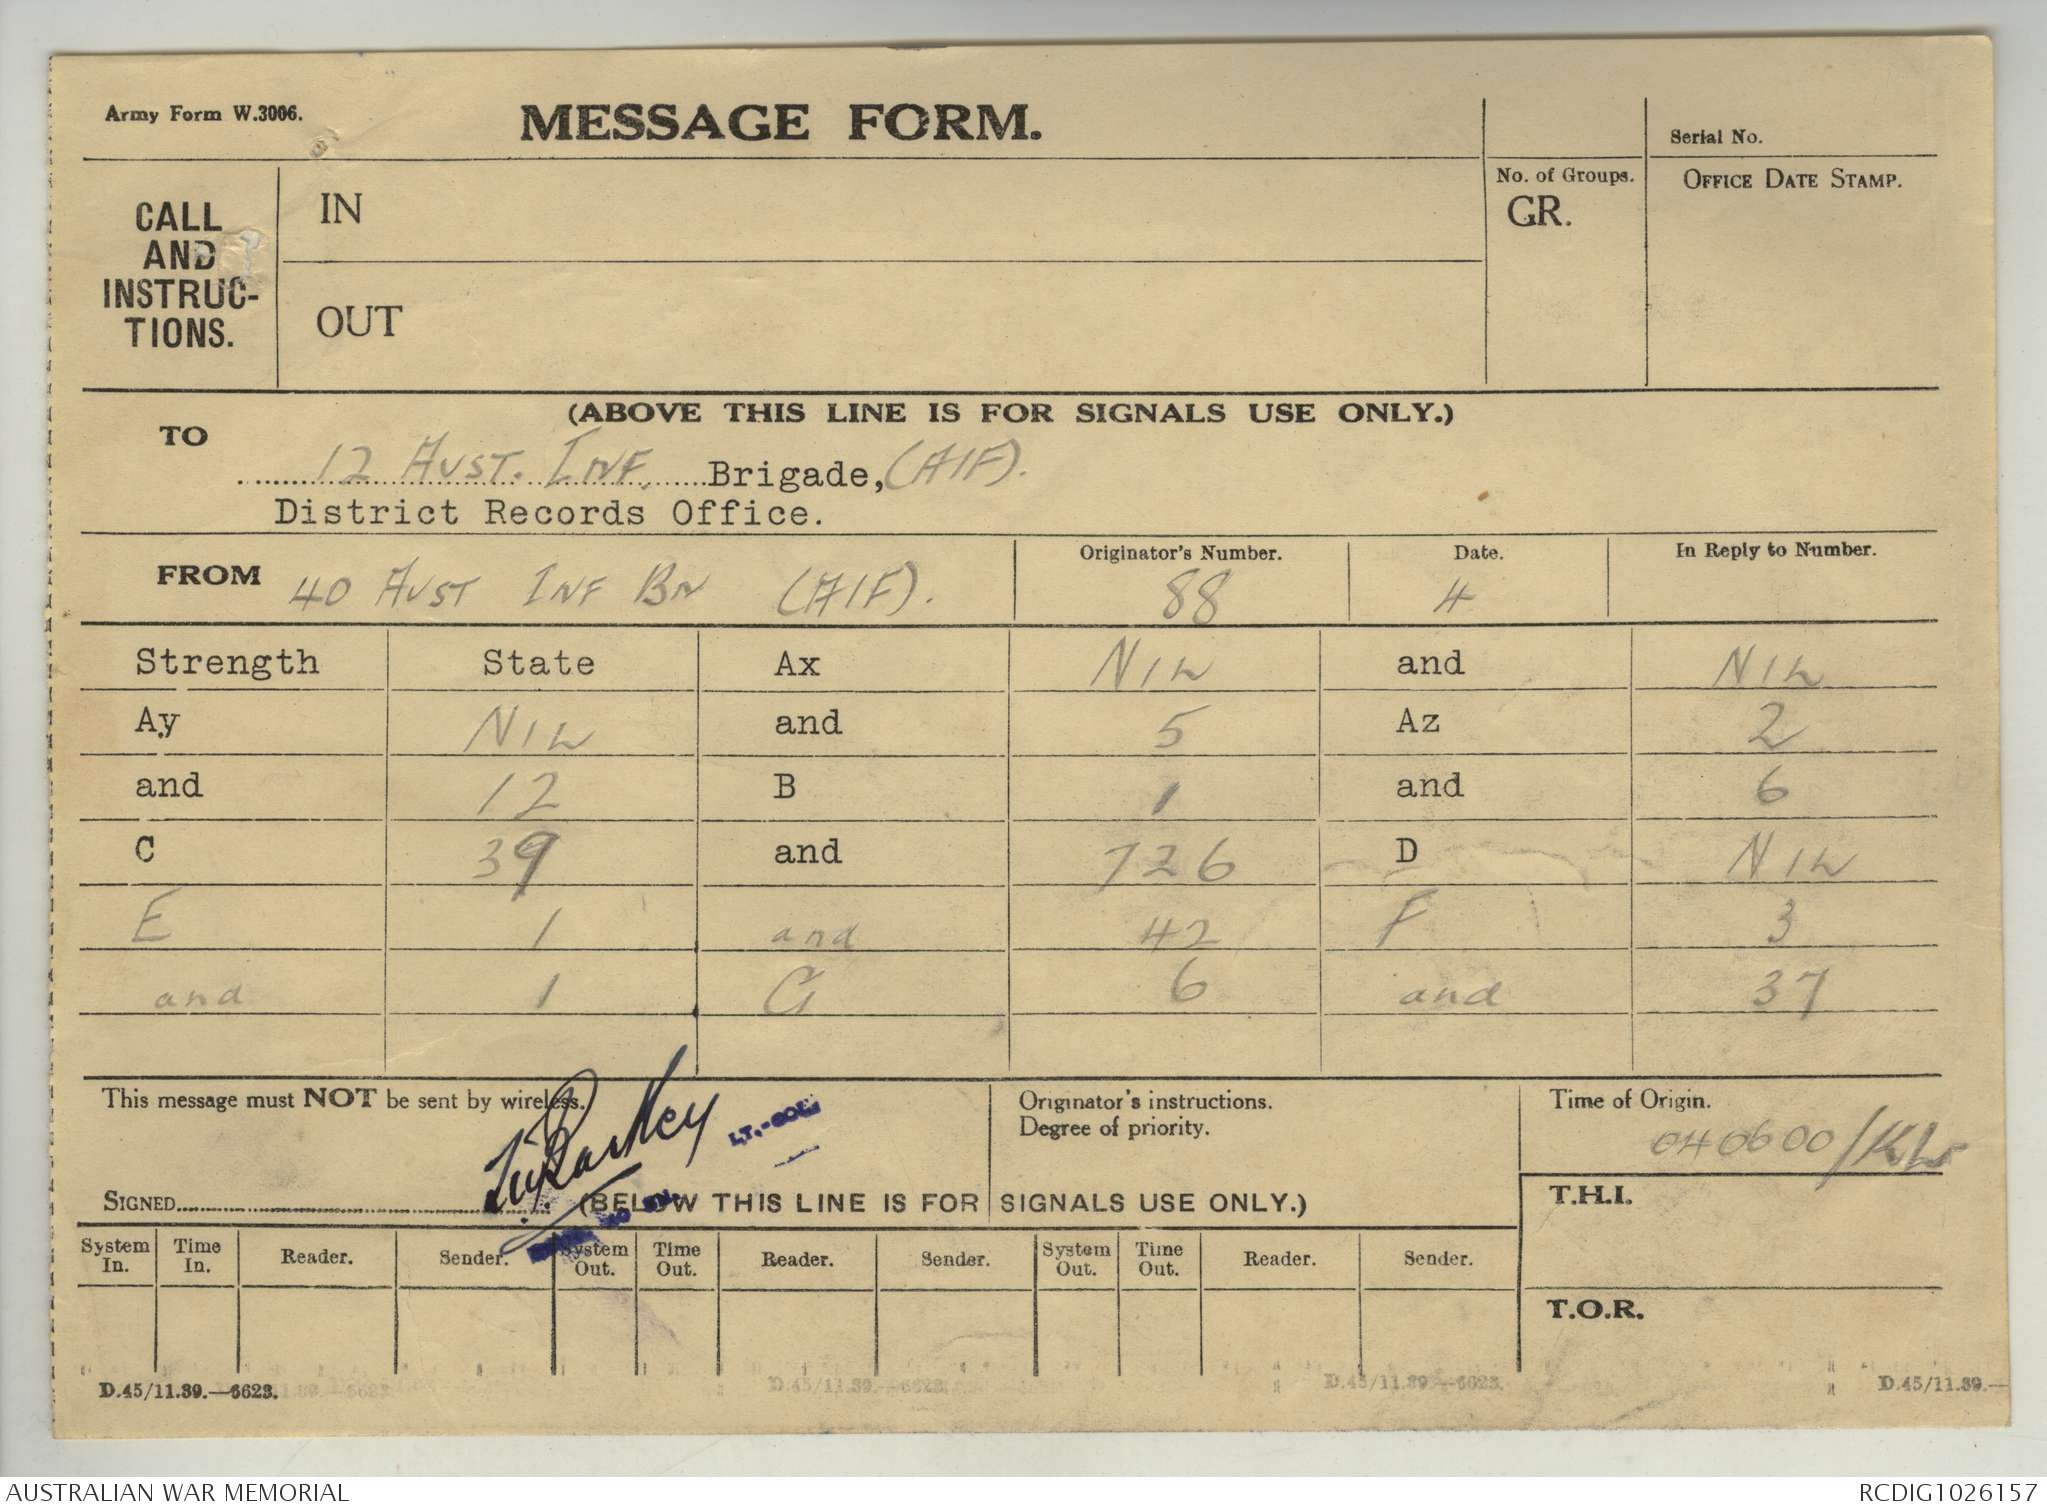 Army Form W.3006.
MESSAGE FORM.
Serial No.
CALL
AND
INSTRUC-
TIONS.
IN
OUT
No. of Groups.
GR.
OFFICE DATE STAMP.
(ABOVE THIS LINE IS FOR SIGNALS USE ONLY.)
TO
12 AUST. INF. Brigade, (AIF).
District Records Office.
FROM 40 AUST INF BN (AIF).
Originator's Number.
88
Date.
4
In Reply to Number.
Strength State Ax NIL and NIL
Ay NIL and 5 Az 2
and 12 B 1 and 6
C 39 and 726 D NIL
E 1 and 42 F 3
and 1 G 6 and 37
This message must NOT be sent by wireless.
LT.-COL.
SIGNED
Originator's instructions.
Degree of priority.
Time of Origin.
040600/KW
(BELOW THIS LINE IS FOR SIGNALS USE ONLY.)
T.H.I.
T.O.R.
System In. Time In. Reader. Sender. System Out. Time Out. Reader. Sender. System Out. Time Out. Reader. Sender.
D.45/11.39.—6623. D.45/11.39.—6623. D.45/11.39.—6623. D.45/11.39.—
AUSTRALIAN WAR MEMORIAL
RCDIG1026157